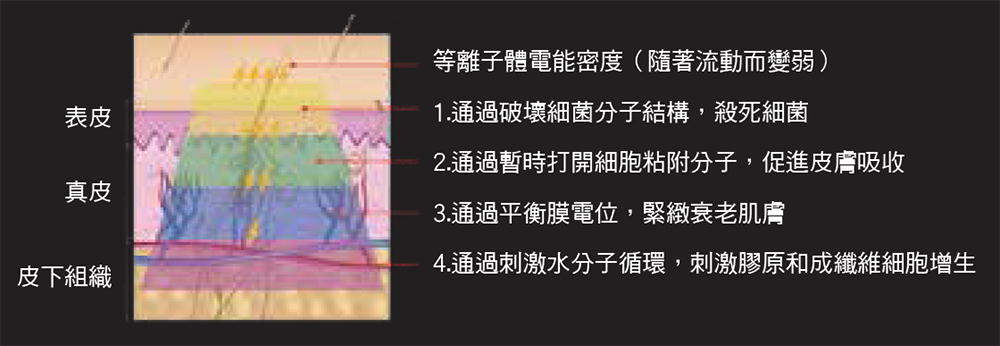 等離子體電能密度（隨著流動而變弱）
表皮
1.通過破壞細菌分子結構，殺死細菌
2.通過暫時打開細胞粘附分子，促進皮膚吸收
真皮
3.通過平衡膜電位，緊緻衰老肌膚
皮下組織
4.通過刺激水分子循環，刺激膠原和成纖維細胞增生